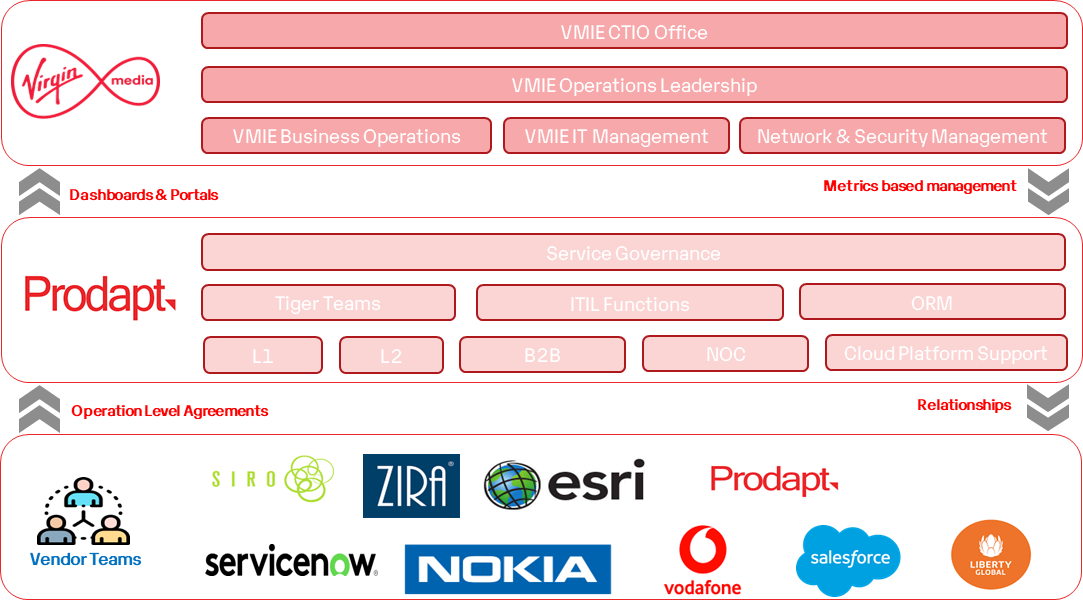 VMIE CTIO Office
Virgin media
VMIE Operations Leadership
VMIE Business Operations
VMIE IT Management
Network & Security Management
Dashboards & Portals
Metrics based management
Service Governance
Prodapt
Tiger Teams
ITIL Functions
ORM
L1
L2
B2B
NOC
Cloud Platform Support
Operation Level Agreements
Relationships
SIRO
ZIRA®
esri
Prodapt
Vendor Teams
servicenow®
NOKIA
vodafone
salesforce
LIBERTY
GLOBAL